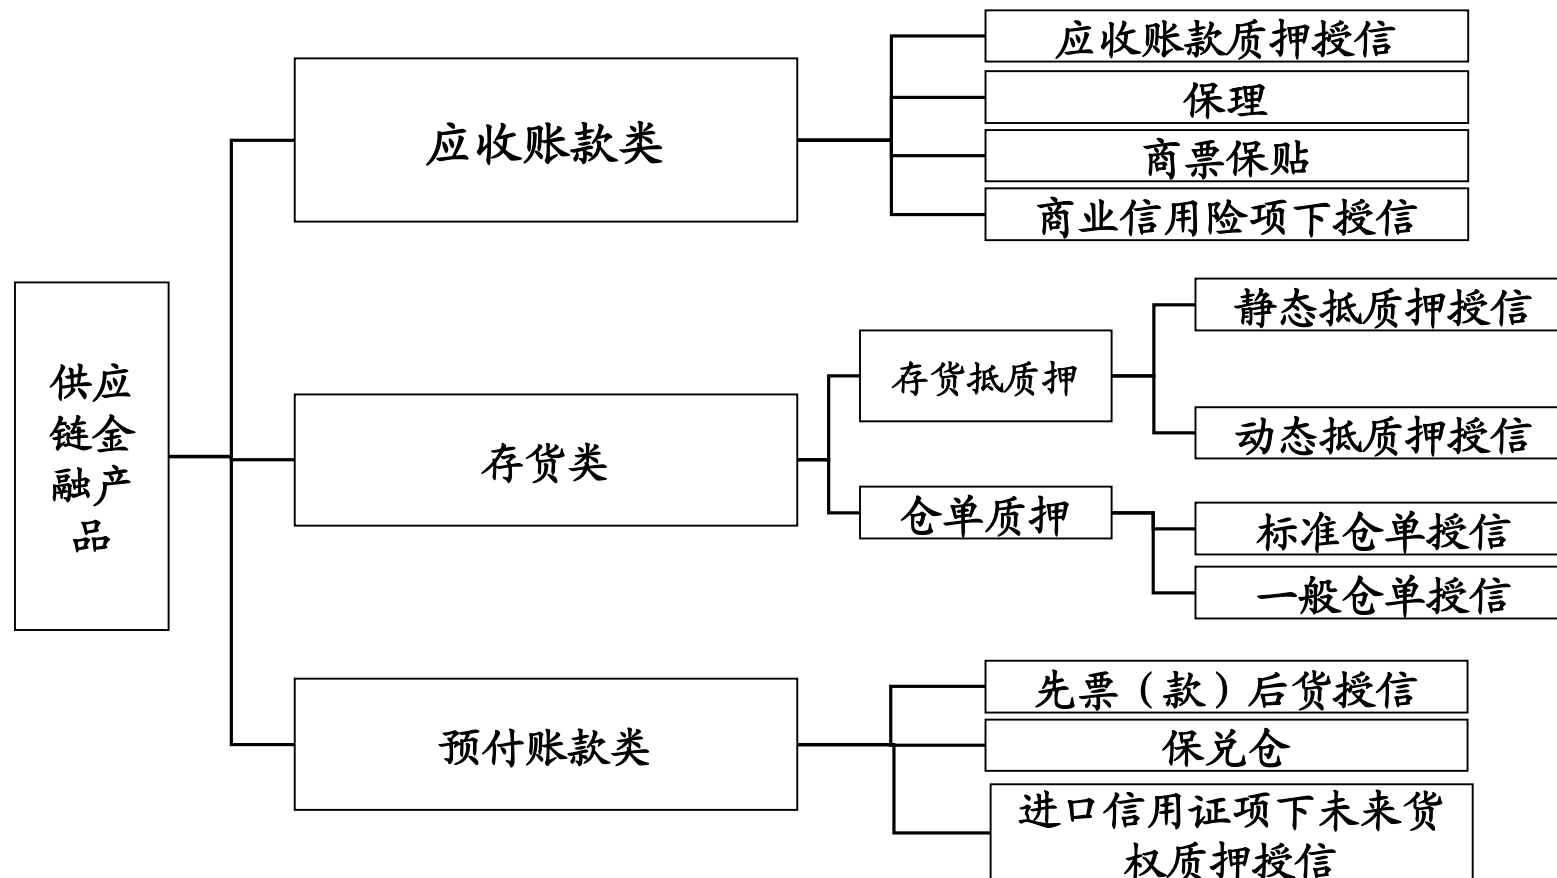 供应
链金
融产
品
应收账款类
应收账款质押授信
保理
商票保贴
商业信用险项下授信
存货类
存货抵质押
静态抵质押授信
动态抵质押授信
仓单质押
标准仓单授信
一般仓单授信
预付账款类
先票（款）后货授信
保兑仓
进口信用证项下未来货
权质押授信